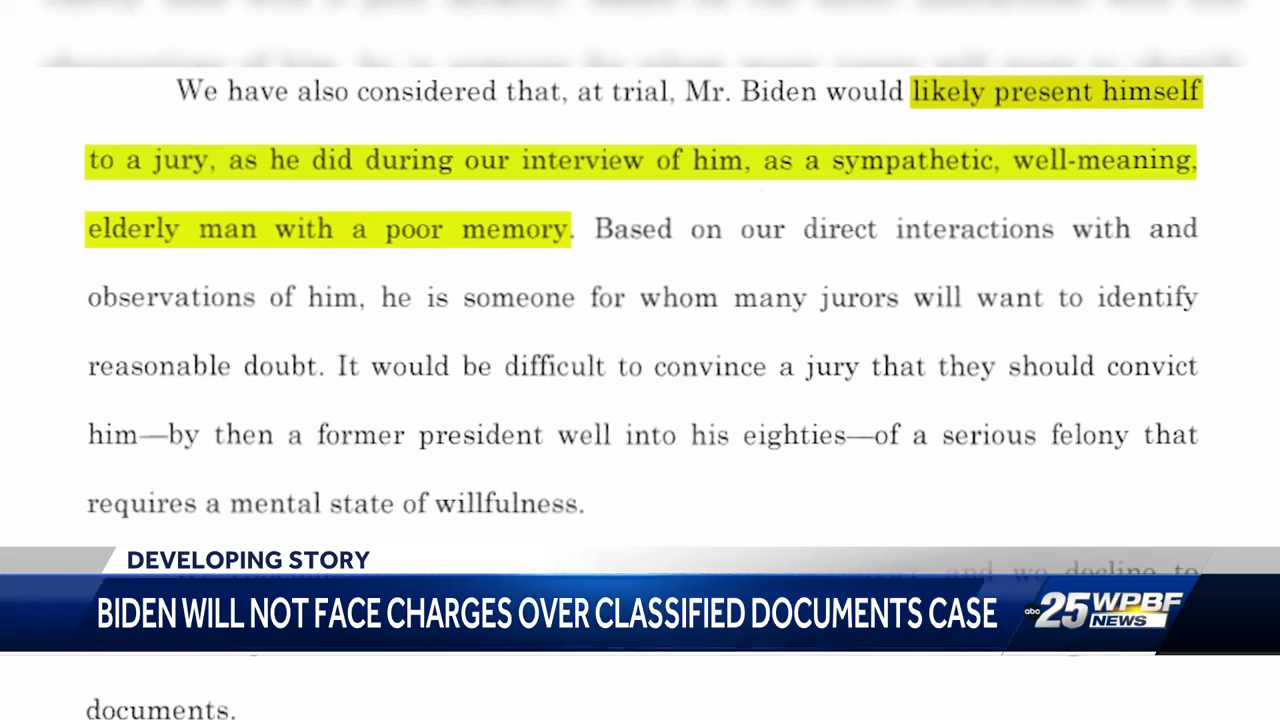 We have also considered that, at trial, Mr. Biden would likely present himself
to a jury, as he did during our interview of him, as a sympathetic, well-meaning,
elderly man with a poor memory. Based on our direct interactions with and
observations of him, he is someone for whom many jurors will want to identify
reasonable doubt. It would be difficult to convince a jury that they should convict
him—by then a former president well into his eighties—of a serious felony that
requires a mental state of willfulness.
DEVELOPING STORY
and we decline to
BIDEN WILL NOT FACE CHARGES OVER CLASSIFIED DOCUMENTS CASE
abc 25 WPBF NEWS
documents.